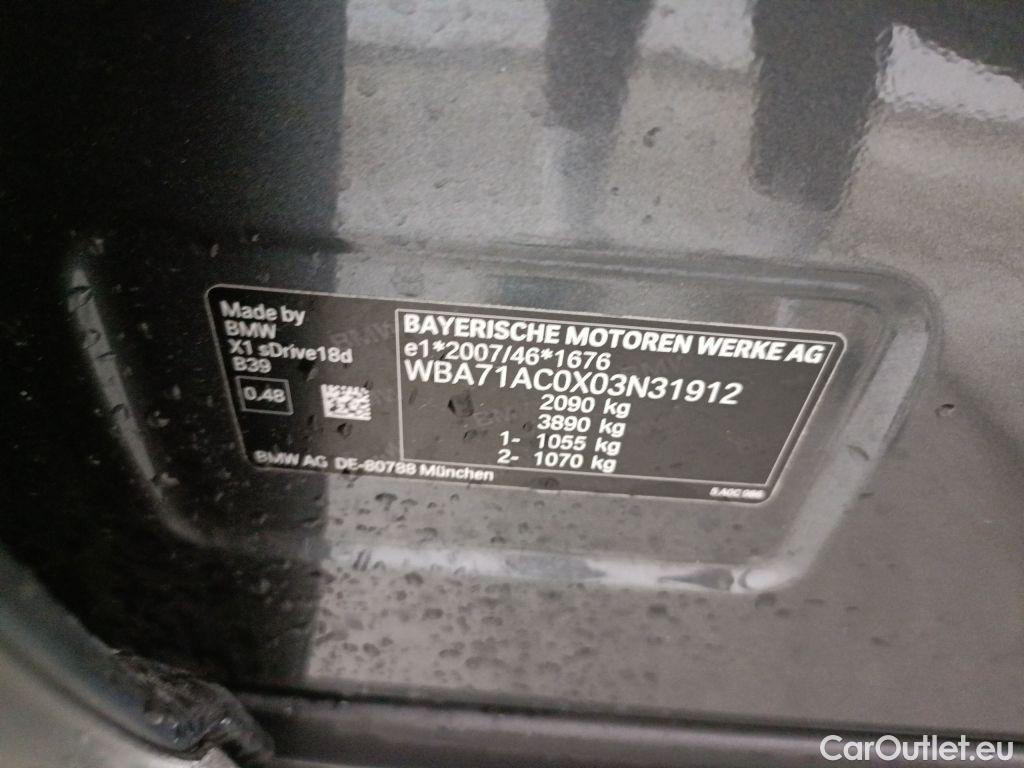 Made by
BMW
X1 sDrive18d
B39
0.48
BAYERISCHE MOTOREN WERKE AG
e1*2007/46*1676
WBA71AC0X03N31912
2090 kg
3890 kg
1- 1055 kg
2- 1070 kg
BMW AG DE-80788 München
CarOutlet.eu